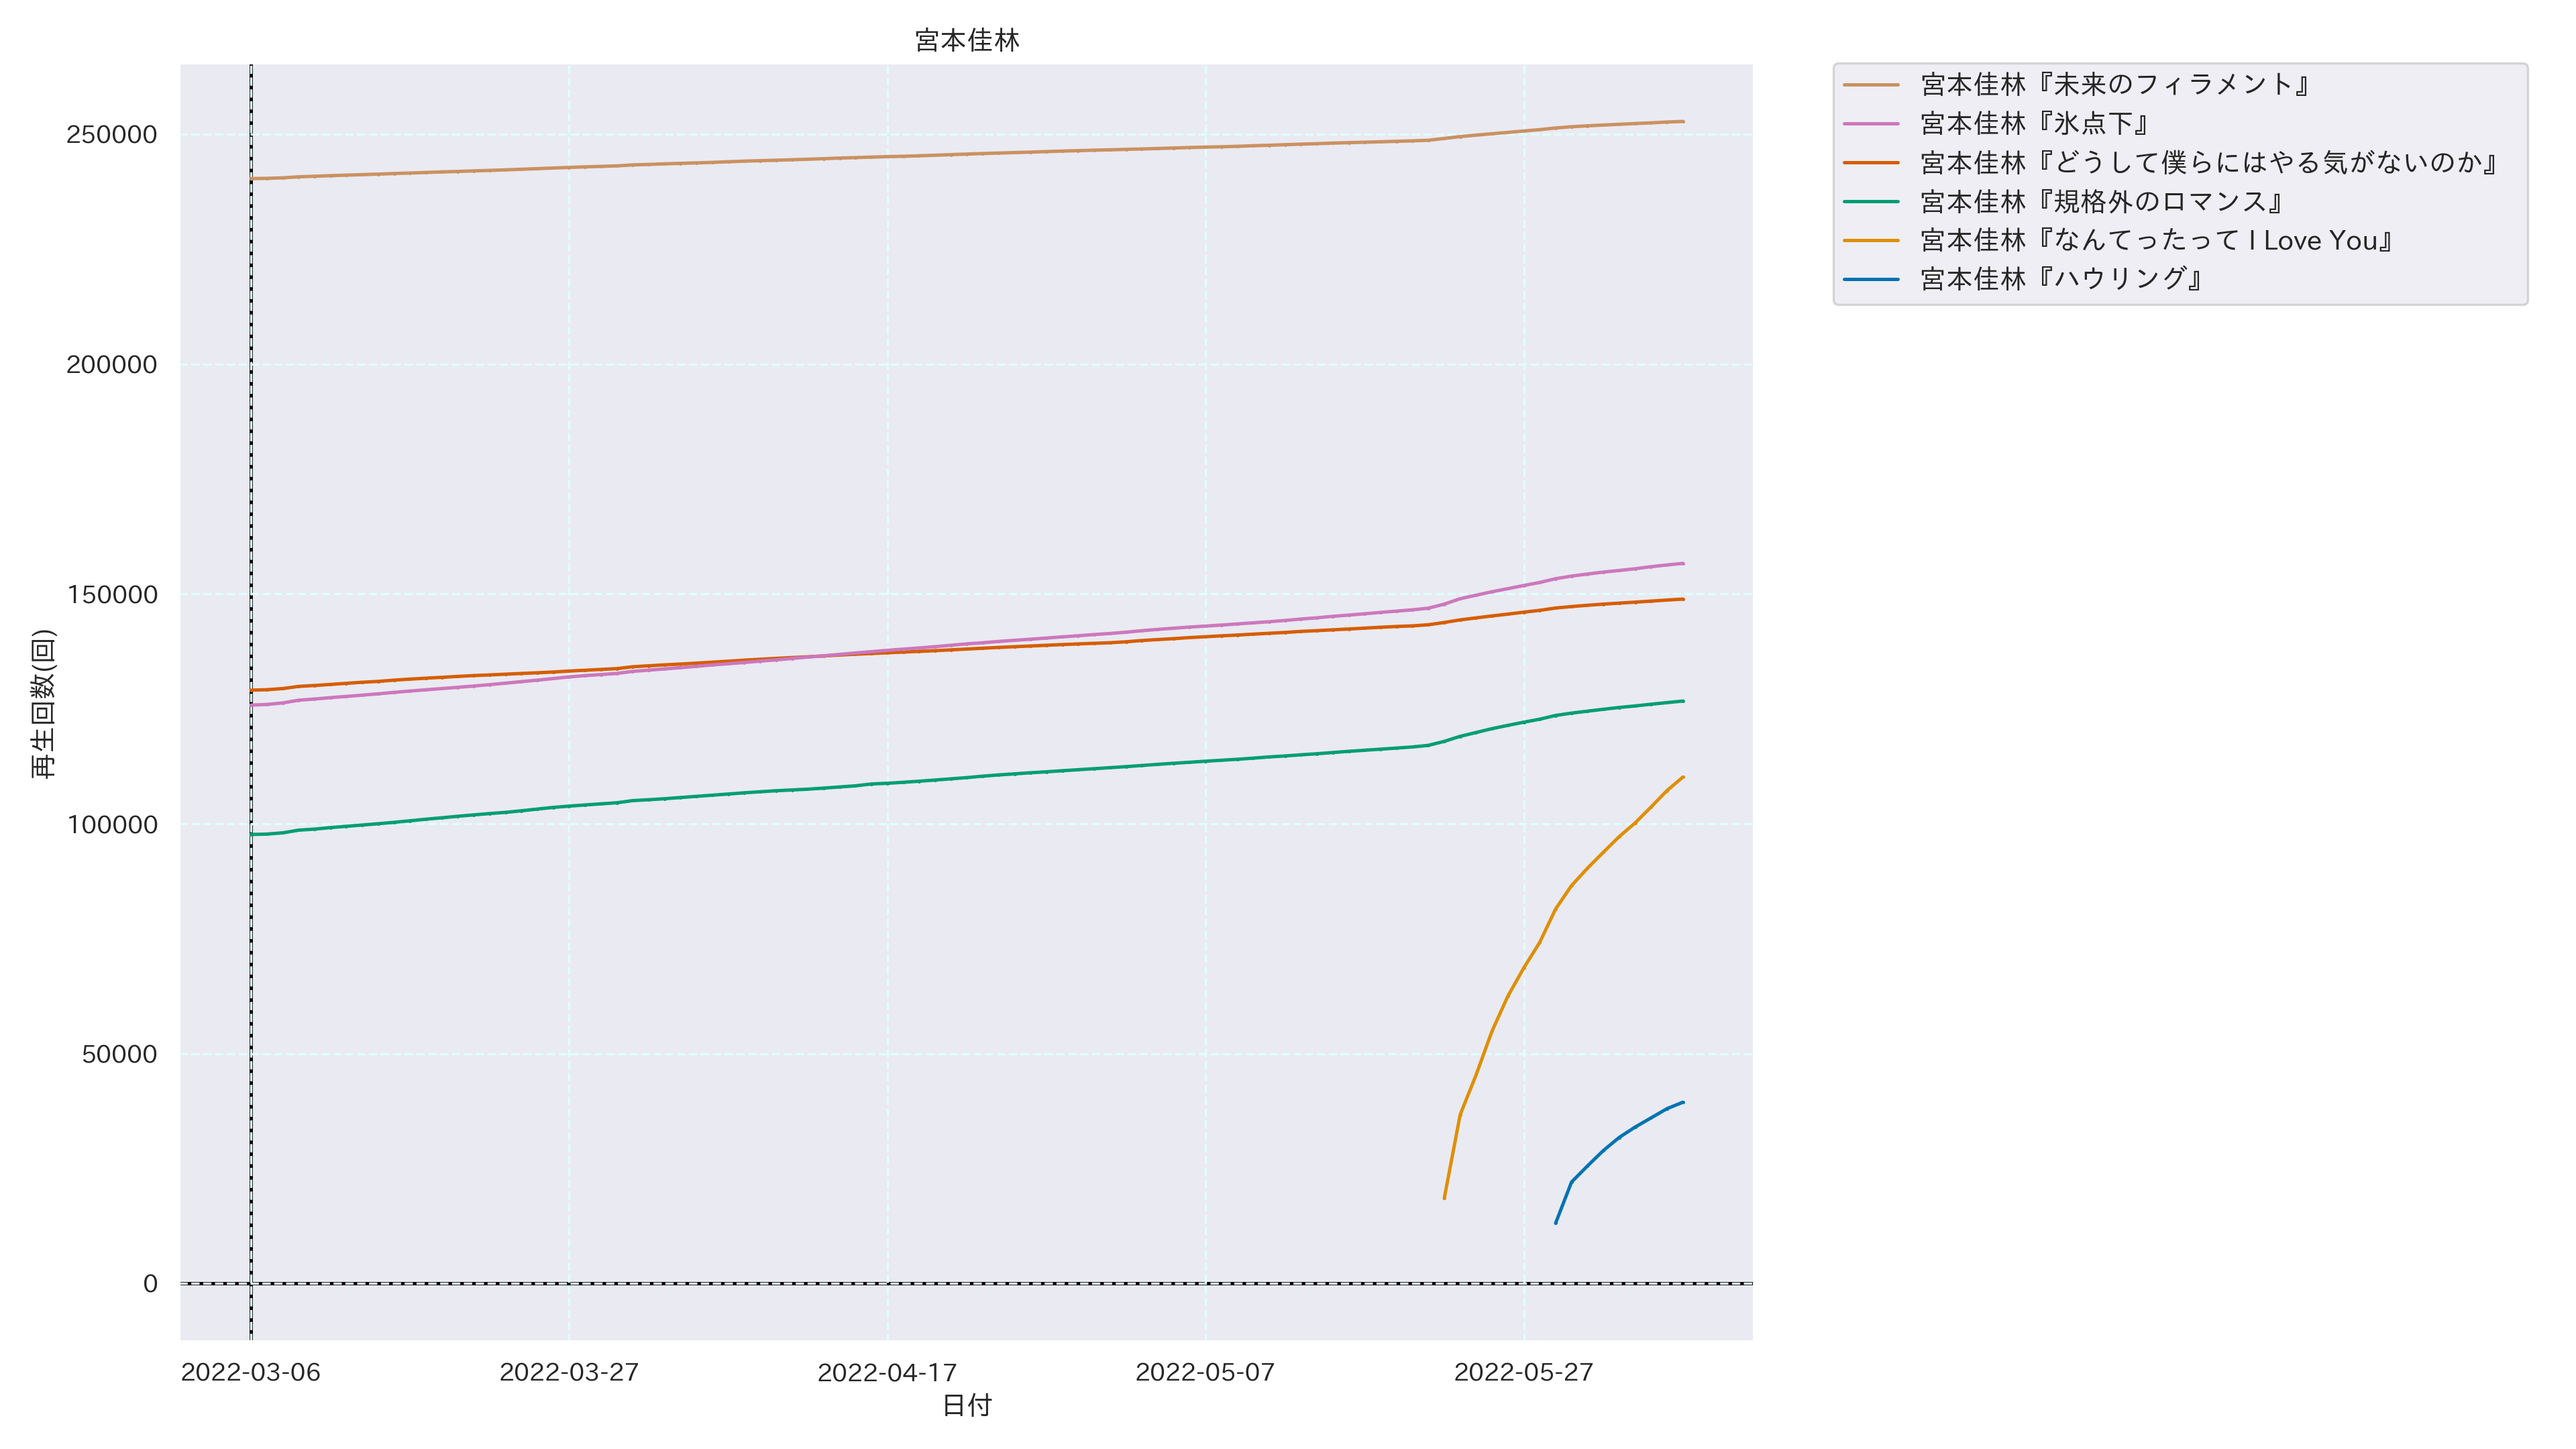 宮本佳林
250000
200000
150000
100000
50000
0
再生回数(回)
2022-03-06
2022-03-27
2022-04-17
2022-05-07
2022-05-27
日付
宮本佳林『未来のフィラメント』
宮本佳林『氷点下』
宮本佳林『どうして僕らにはやる気がないのか』
宮本佳林『規格外のロマンス』
宮本佳林『なんてったって I Love You』
宮本佳林『ハウリング』